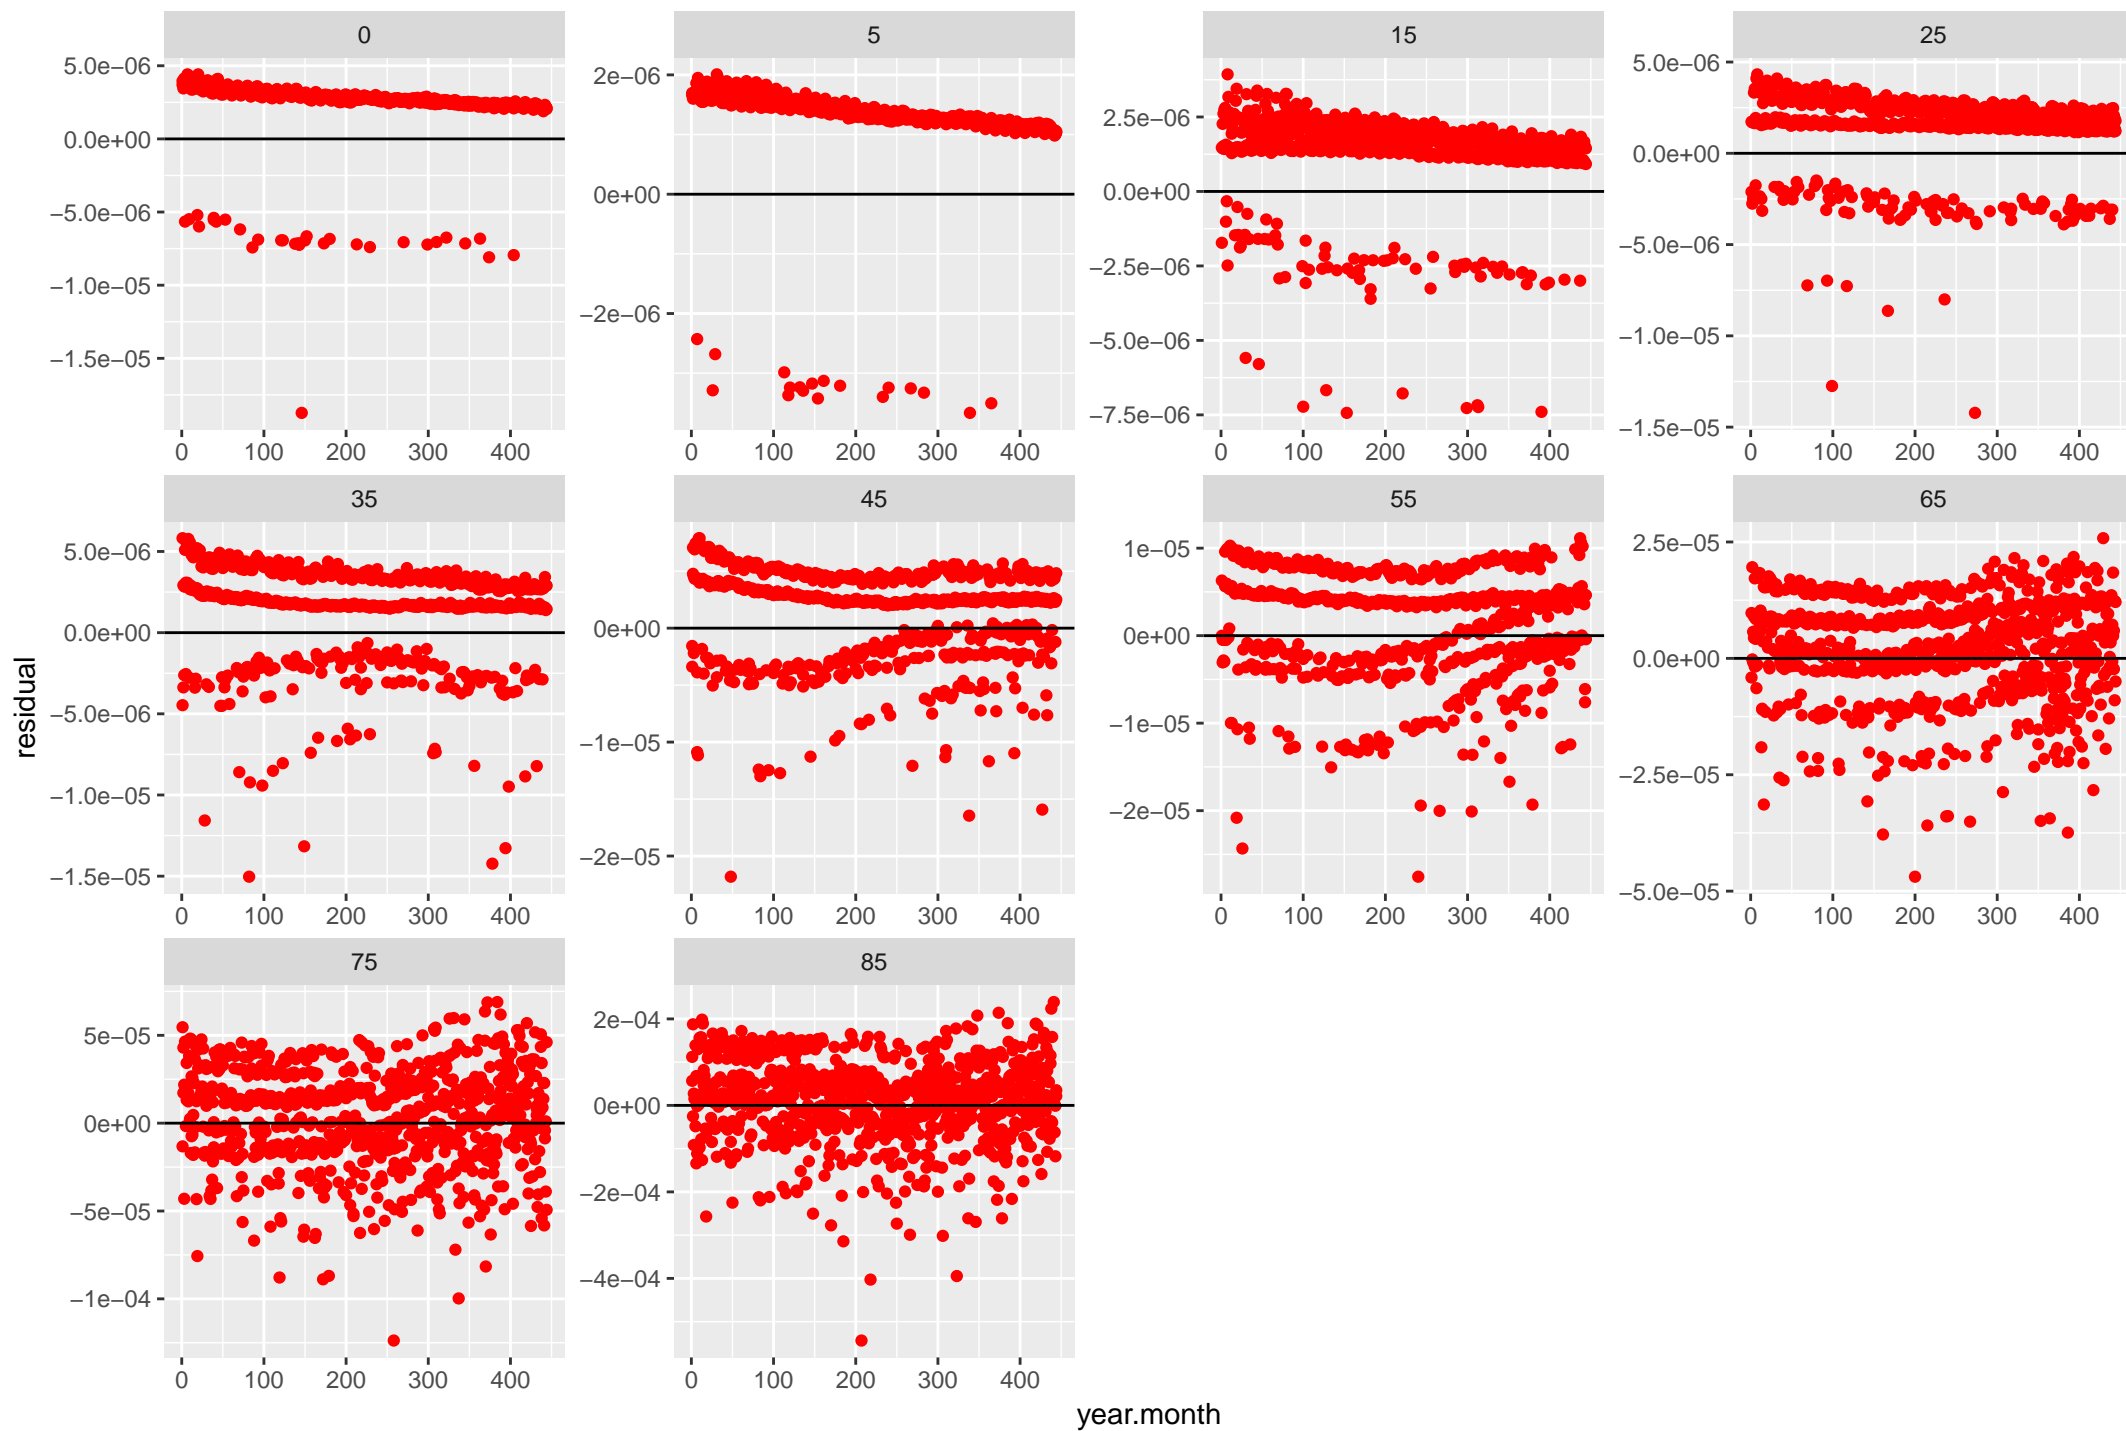 0 5 15 25
5.0e−06
0.0e+00
−5.0e−06
−1.0e−05
−1.5e−05
2e−06
0e+00
−2e−06
2.5e−06
0.0e+00
−2.5e−06
−5.0e−06
−7.5e−06
5.0e−06
0.0e+00
−5.0e−06
−1.0e−05
−1.5e−05
0 100 200 300 400 0 100 200 300 400 0 100 200 300 400 0 100 200 300 400
35 45 55 65
5.0e−06
0.0e+00
−5.0e−06
−1.0e−05
−1.5e−05
0e+00
−1e−05
−2e−05
1e−05
0e+00
−1e−05
−2e−05
2.5e−05
0.0e+00
−2.5e−05
−5.0e−05
0 100 200 300 400 0 100 200 300 400 0 100 200 300 400 0 100 200 300 400
75 85
5e−05
0e+00
−5e−05
−1e−04
2e−04
0e+00
−2e−04
−4e−04
0 100 200 300 400 0 100 200 300 400
year.month
residual